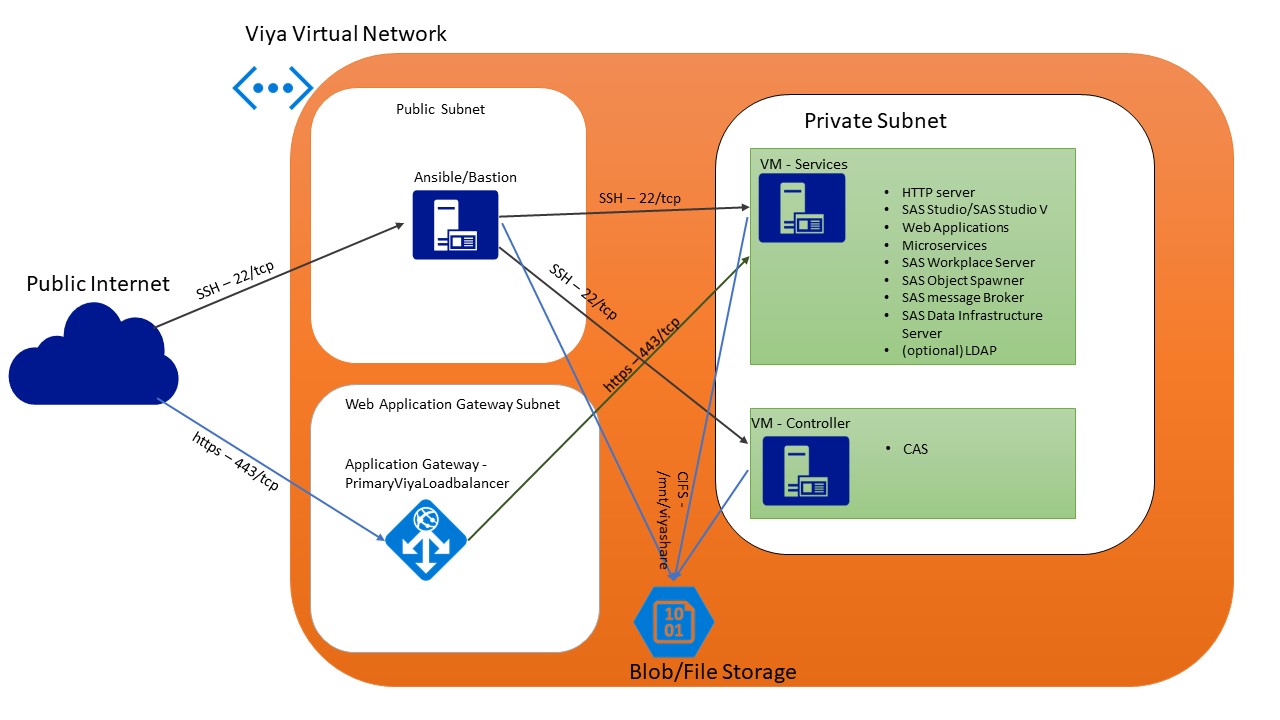 Viya Virtual Network
Public Subnet
Ansible/Bastion
Private Subnet
VM - Services
• HTTP server
• SAS Studio/SAS Studio V
• Web Applications
• Microservices
• SAS Workplace Server
• SAS Object Spawner
• SAS message Broker
• SAS Data Infrastructure
Server
• (optional) LDAP
SSH – 22/tcp
SSH – 22/tcp
SSH – 22/tcp
Public Internet
https – 443/tcp
https – 443/tcp
Web Application Gateway Subnet
Application Gateway -
PrimaryViyaLoadbalancer
VM - Controller
• CAS
CIFS -
/mnt/viyashare
10
01
Blob/File Storage